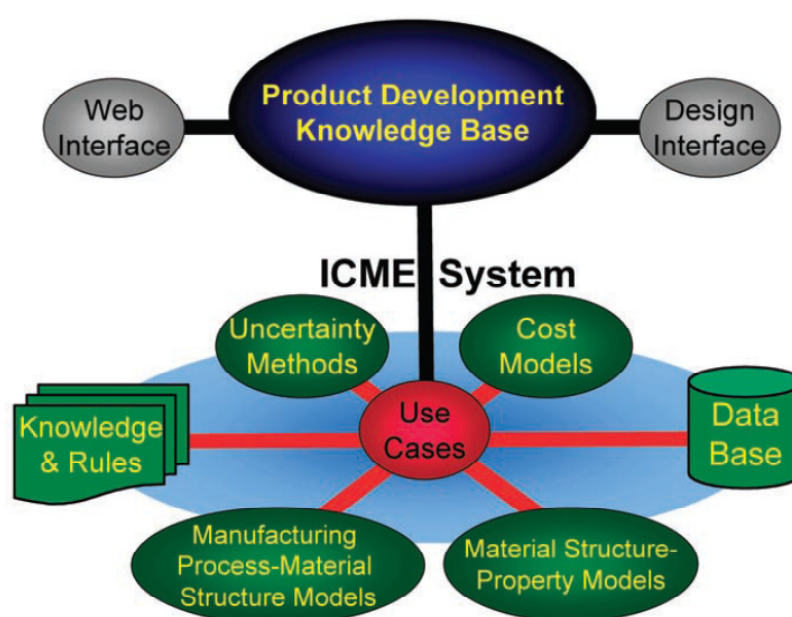 Web
Interface
Product Development
Knowledge Base
Design
Interface
ICME System
Uncertainty
Methods
Cost
Models
Knowledge
& Rules
Use
Cases
Data
Base
Manufacturing
Process-Material
Structure Models
Material Structure-
Property Models